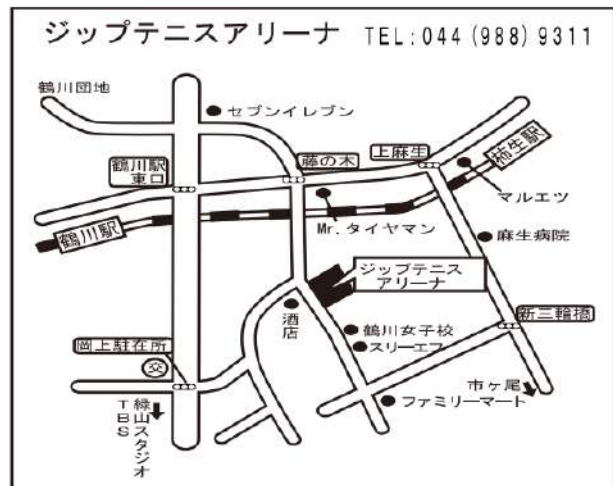 ジップテニスアリーナ TEL:044(988)9311
鶴川団地
セブンイレブン
鶴川駅
東口
藤の木
上麻生
柿生駅
マルエツ
鶴川駅
Mr.タイヤマン
麻生病院
ジップテニス
アリーナ
酒店
鶴川女子校
スリーエフ
新三輪橋
岡上駐在所
交
市ヶ尾
ファミリーマート
緑山スタジオ
TBS